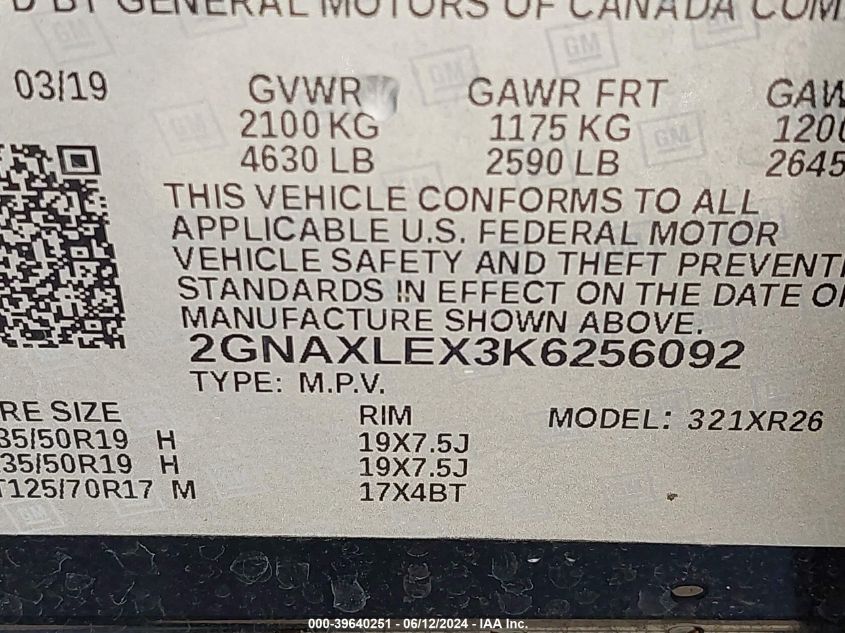 BY GENERAL MOTORS OF CANADA COM
03/19 GVWR GAWR FRT GAW
2100 KG 1175 KG 1200
4630 LB 2590 LB 2645
THIS VEHICLE CONFORMS TO ALL
APPLICABLE U.S. FEDERAL MOTOR
VEHICLE SAFETY AND THEFT PREVENTI
STANDARDS IN EFFECT ON THE DATE OF
MANUFACTURE SHOWN ABOVE.
2GNAXLEX3K6256092
TYPE: M.P.V.
RE SIZE RIM MODEL: 321XR26
35/50R19 H 19X7.5J
35/50R19 H 19X7.5J
T125/70R17 M 17X4BT
000-39640251 - 06/12/2024 - IAA Inc.